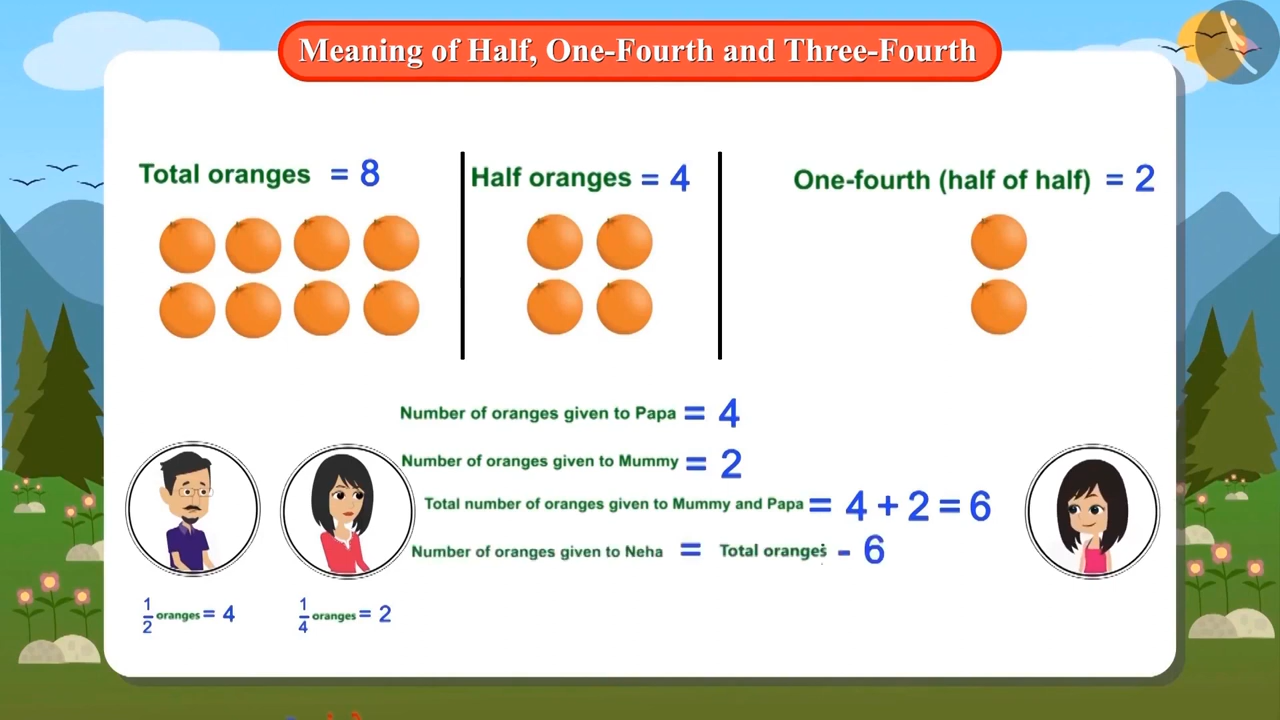 Meaning of Half, One-Fourth and Three-Fourth
Total oranges = 8
Half oranges = 4
One-fourth (half of half) = 2
Number of oranges given to Papa = 4
Number of oranges given to Mummy = 2
Total number of oranges given to Mummy and Papa = 4 + 2 = 6
Number of oranges given to Neha = Total oranges - 6
1/2 oranges = 4
1/4 oranges = 2